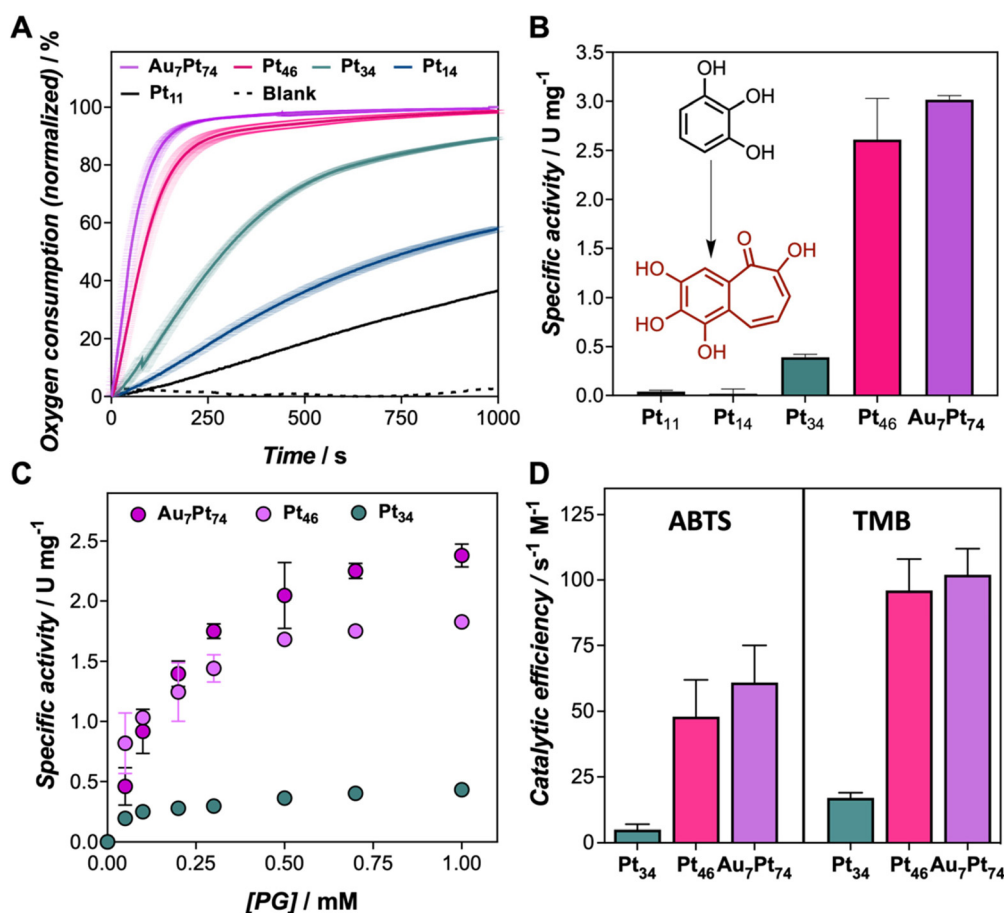 A
Oxygen consumption (normalized) / %
Au7Pt74 Pt46 Pt34 Pt14
Pt11 Blank
100
80
60
40
20
0
0 250 500 750 1000
Time / s
B
Specific activity / U mg-1
3.5
3.0
2.5
2.0
1.5
1.0
0.5
0.0
OH
OH
OH
O
OH
HO
HO
OH
Pt11 Pt14 Pt34 Pt46 Au7Pt74
C
Specific activity / U mg-1
Au7Pt74 Pt46 Pt34
2.5
2.0
1.5
1.0
0.5
0.0
0.00 0.25 0.50 0.75 1.00
[PG] / mM
D
Catalytic efficiency / s-1 M-1
ABTS TMB
125
100
75
50
25
0
Pt34 Pt46 Au7Pt74 Pt34 Pt46 Au7Pt74